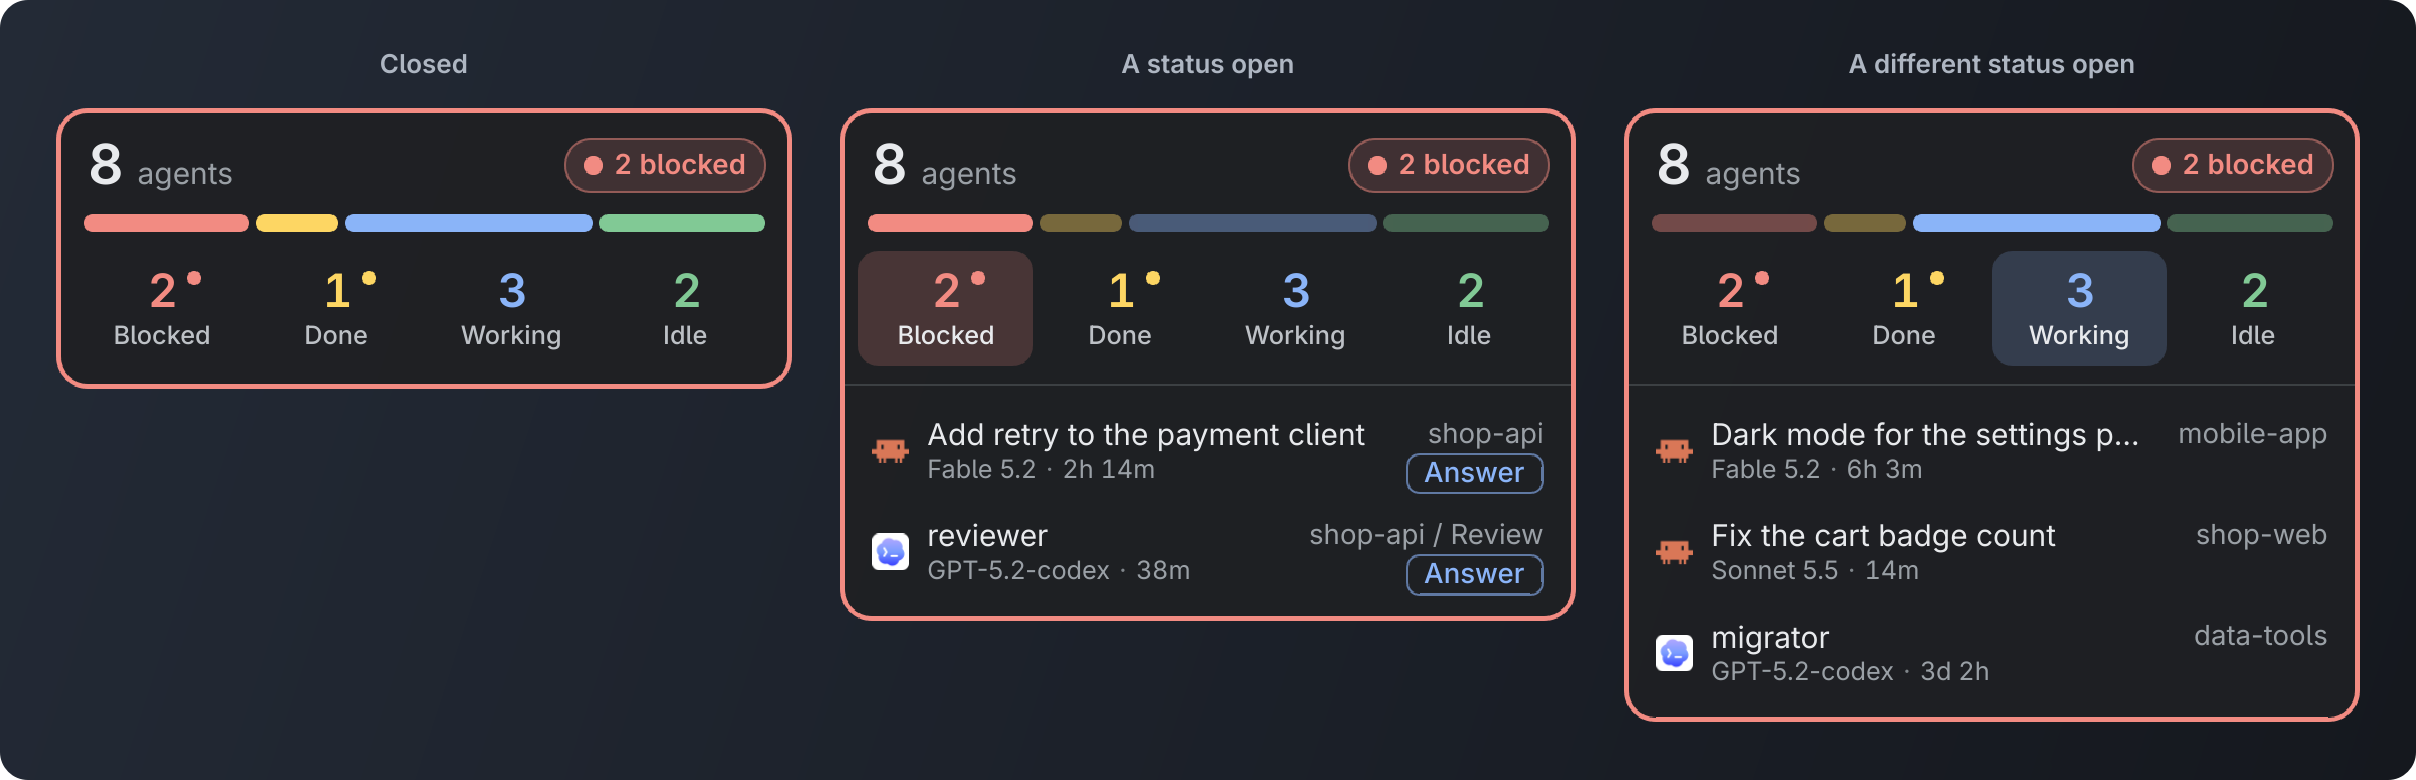 Closed
8 agents
2 blocked
2 1 3 2
Blocked Done Working Idle
A status open
8 agents
2 blocked
2 1 3 2
Blocked Done Working Idle
Add retry to the payment client shop-api
Fable 5.2 · 2h 14m Answer
reviewer shop-api / Review
GPT-5.2-codex · 38m Answer
A different status open
8 agents
2 blocked
2 1 3 2
Blocked Done Working Idle
Dark mode for the settings p... mobile-app
Fable 5.2 · 6h 3m
Fix the cart badge count shop-web
Sonnet 5.5 · 14m
migrator data-tools
GPT-5.2-codex · 3d 2h